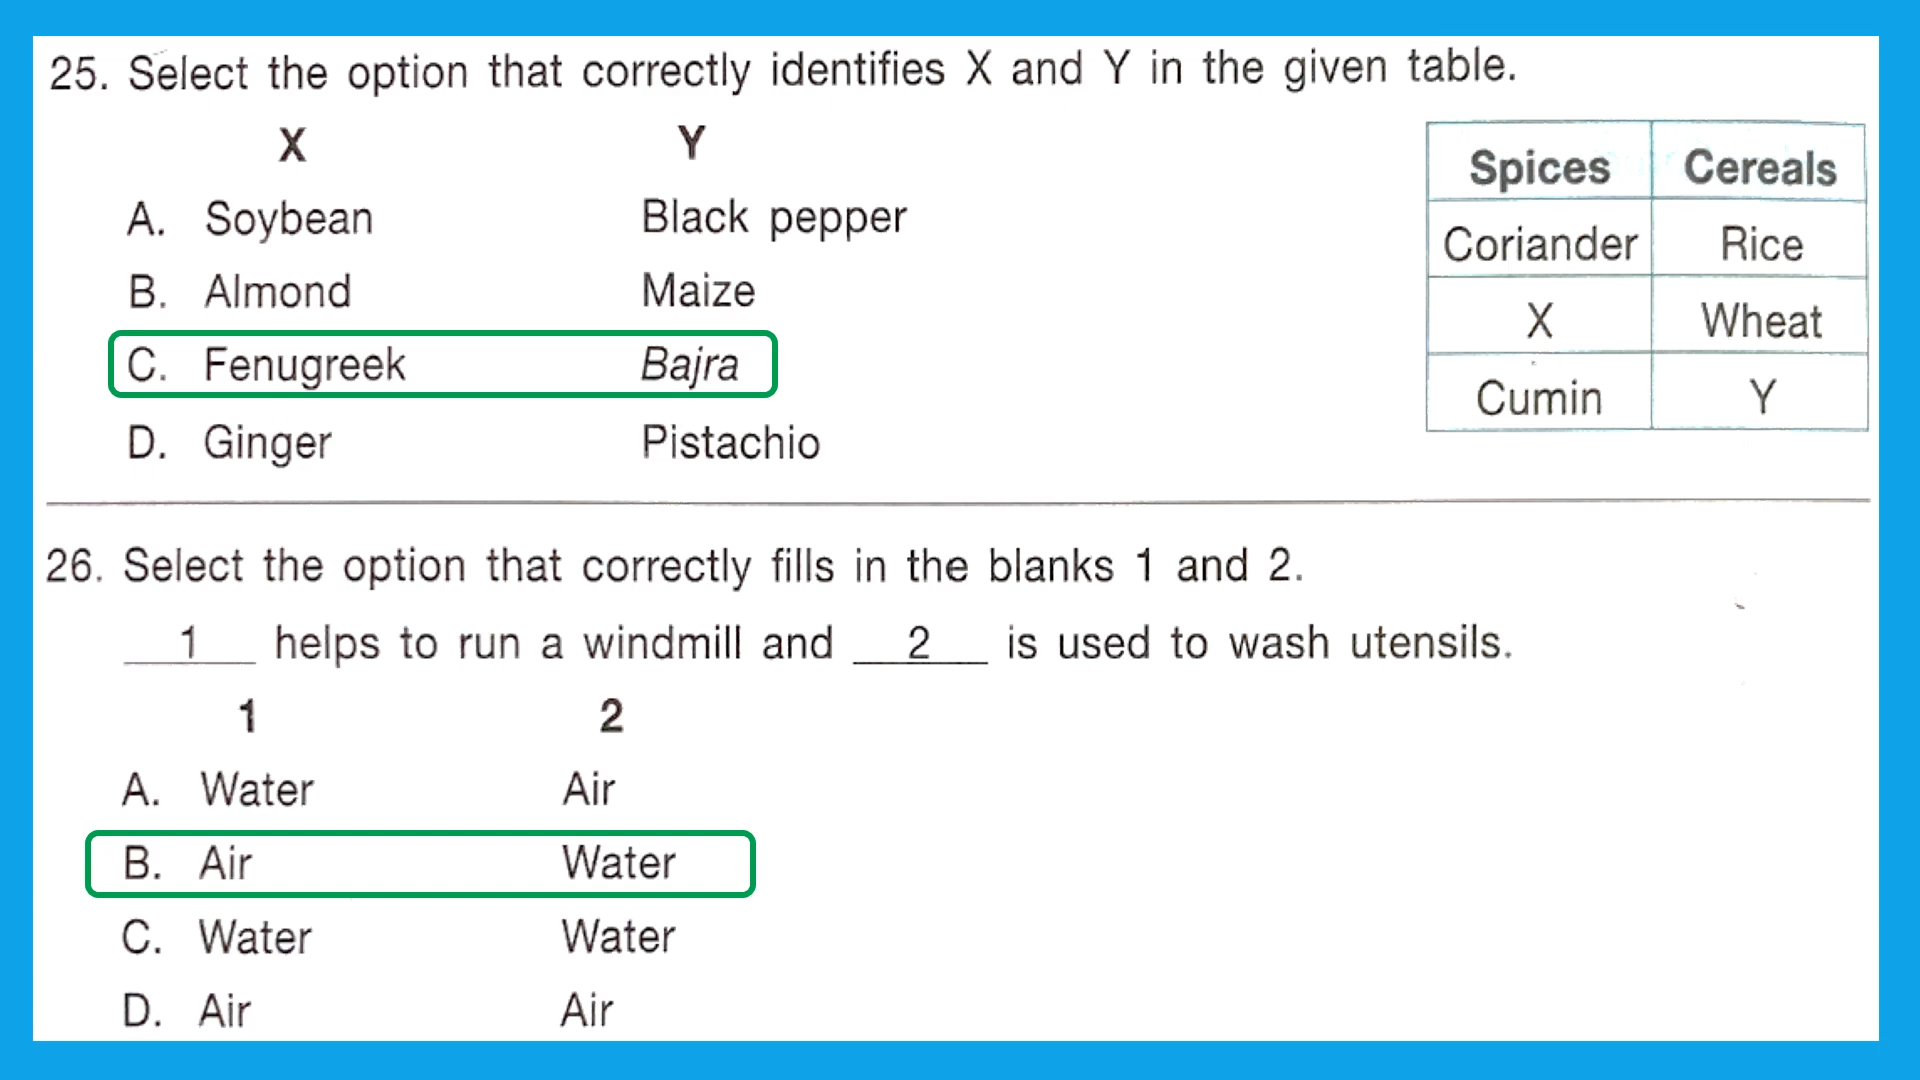 25. Select the option that correctly identifies X and Y in the given table.
X Y
A. Soybean Black pepper
B. Almond Maize
C. Fenugreek Bajra
D. Ginger Pistachio
Spices Cereals
Coriander Rice
X Wheat
Cumin Y
26. Select the option that correctly fills in the blanks 1 and 2.
1 helps to run a windmill and 2 is used to wash utensils.
1 2
A. Water Air
B. Air Water
C. Water Water
D. Air Air